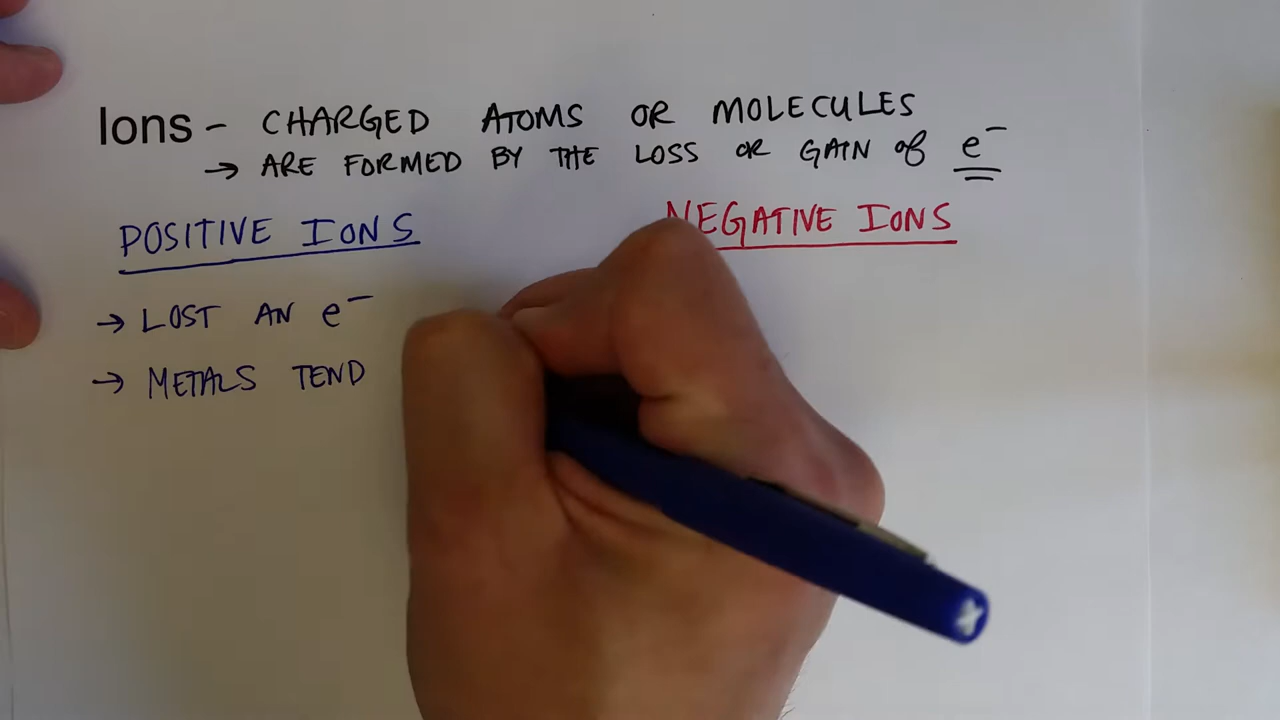 Ions - CHARGED ATOMS OR MOLECULES
→ ARE FORMED BY THE LOSS OR GAIN of e⁻
POSITIVE IONS
NEGATIVE IONS
→ LOST AN e⁻
→ METALS TEND